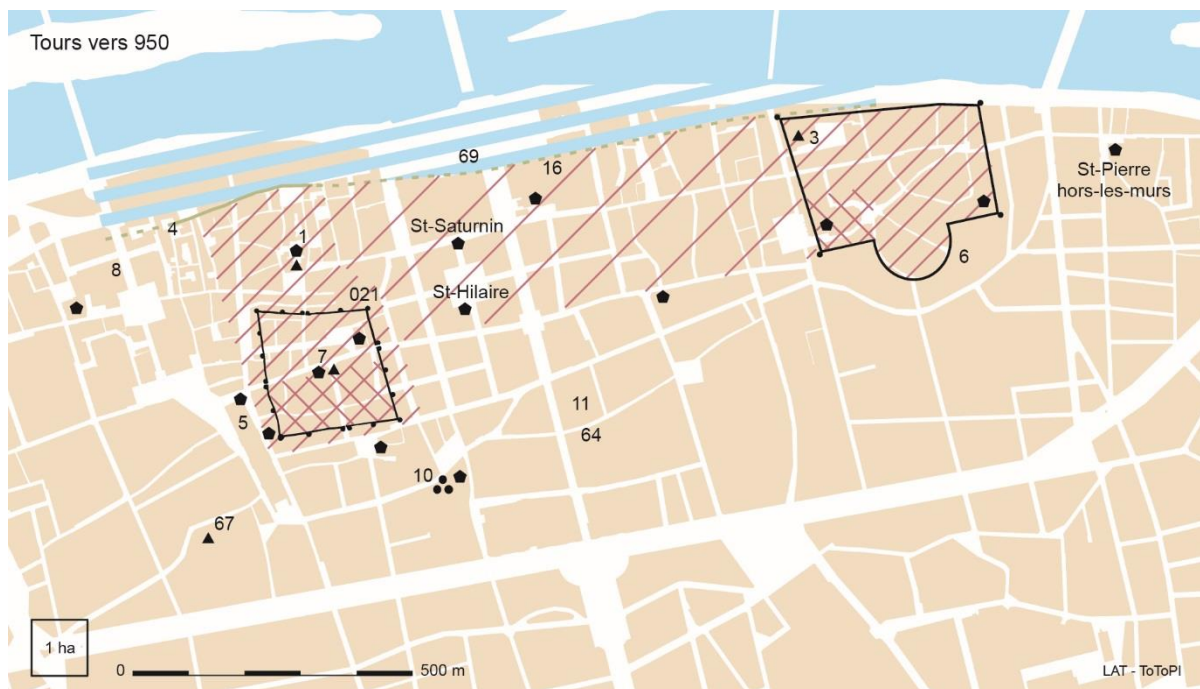 Tours vers 950
69
16
3
St-Pierre
hors-les-murs
4
1
St-Saturnin
8
6
St-Hilaire
021
7
11
5
64
10
67
1 ha
0
500 m
LAT - ToToPI